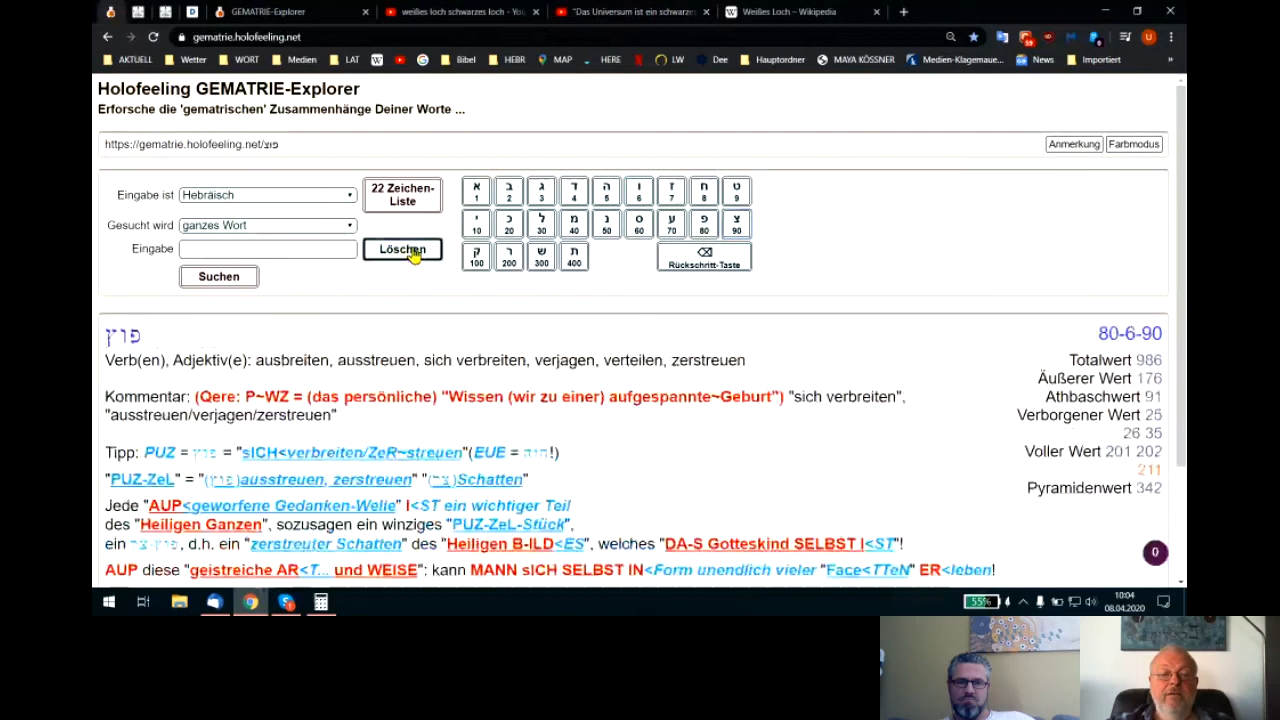 GEMATRIE-Explorer
weißes loch schwarzes loch - You
"Das Universum ist ein schwarzes
Weißes Loch – Wikipedia
gematrie.holofeeling.net
AKTUELL Wetter WORT Medien LAT Bibel HEBR MAP HERE LW Dee Hauptordner MAYA KÖSSNER Medien-Klagemaue... News Importiert
Holofeeling GEMATRIE-Explorer
Erforsche die 'gematrischen' Zusammenhänge Deiner Worte ...
https://gematrie.holofeeling.net/פוצ
Anmerkung Farbmodus
Eingabe ist Hebräisch
22 Zeichen-
Liste
Gesucht wird ganzes Wort
Eingabe
Löschen
Suchen
א ב ג ד ה ו ז ח ט
1 2 3 4 5 6 7 8 9
י כ ל מ נ ס ע פ צ
10 20 30 40 50 60 70 80 90
ק ר ש ת
100 200 300 400
Rückschritt-Taste
פוץ
80-6-90
Verb(en), Adjektiv(e): ausbreiten, ausstreuen, sich verbreiten, verjagen, verteilen, zerstreuen
Totalwert 986
Äußerer Wert 176
Athbaschwert 91
Verborgener Wert 25
26 35
Voller Wert 201 202
211
Pyramidenwert 342
Kommentar: (Qere: P~WZ = (das persönliche) "Wissen (wir zu einer) aufgespannte~Geburt") "sich verbreiten",
"ausstreuen/verjagen/zerstreuen"
Tipp: PUZ = פוץ = "sICH<verbreiten/ZeR~streuen"(EUE = היה!)
"PUZ-ZeL" = "(פוץ)ausstreuen, zerstreuen" "(צל)Schatten"
Jede "AUP<geworfene Gedanken-Welle" I<ST ein wichtiger Teil
des "Heiligen Ganzen", sozusagen ein winziges "PUZ-ZeL-Stück",
ein פוץ-צל, d.h. ein "zerstreuter Schatten" des "Heiligen B-ILD<ES", welches "DA-S Gotteskind SELBST I<ST"!
AUP diese "geistreiche AR<T... und WEISE": kann MANN sICH SELBST IN<Form unendlich vieler "Face<TTeN" ER<leben!
0
55%
10:04
08.04.2020